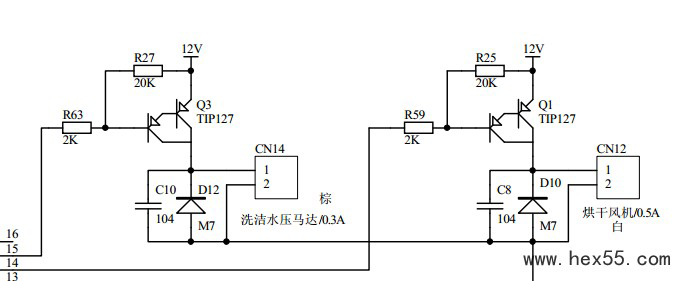 R27
12V
20K
R63
2K
Q3
TIP127
CN14
1
2
C10
104
D12
M7
棕
洗洁水压马达/0.3A
R25
12V
20K
R59
2K
Q1
TIP127
CN12
1
2
C8
104
D10
M7
烘干风机/0.5A
白
16
15
14
13
www.hex55.com